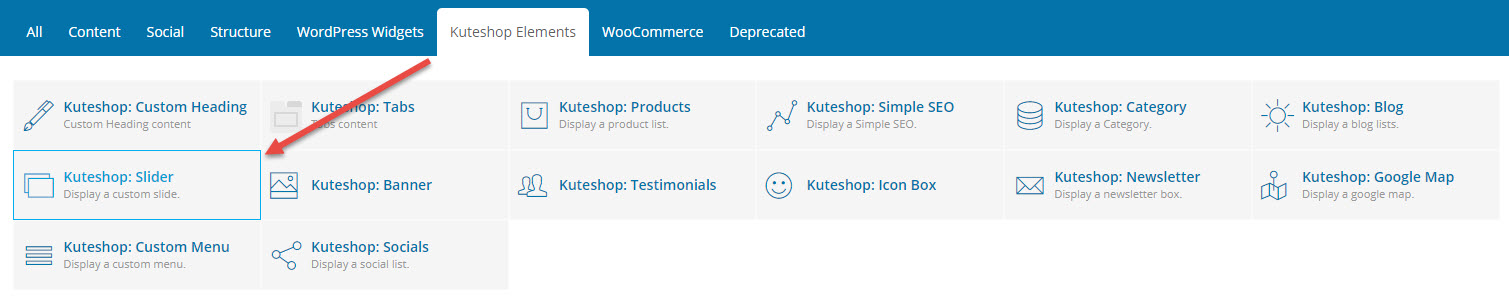 All Content Social Structure WordPress Widgets Kuteshop Elements WooCommerce Deprecated
Kuteshop: Custom Heading
Custom Heading content
Kuteshop: Tabs
Tabs content
Kuteshop: Products
Display a product list.
Kuteshop: Simple SEO
Display a Simple SEO.
Kuteshop: Category
Display a Category.
Kuteshop: Blog
Display a blog lists.
Kuteshop: Slider
Display a custom slide.
Kuteshop: Banner
Kuteshop: Testimonials
Kuteshop: Icon Box
Kuteshop: Newsletter
Display a newsletter box.
Kuteshop: Google Map
Display a google map.
Kuteshop: Custom Menu
Display a custom menu.
Kuteshop: Socials
Display a social list.